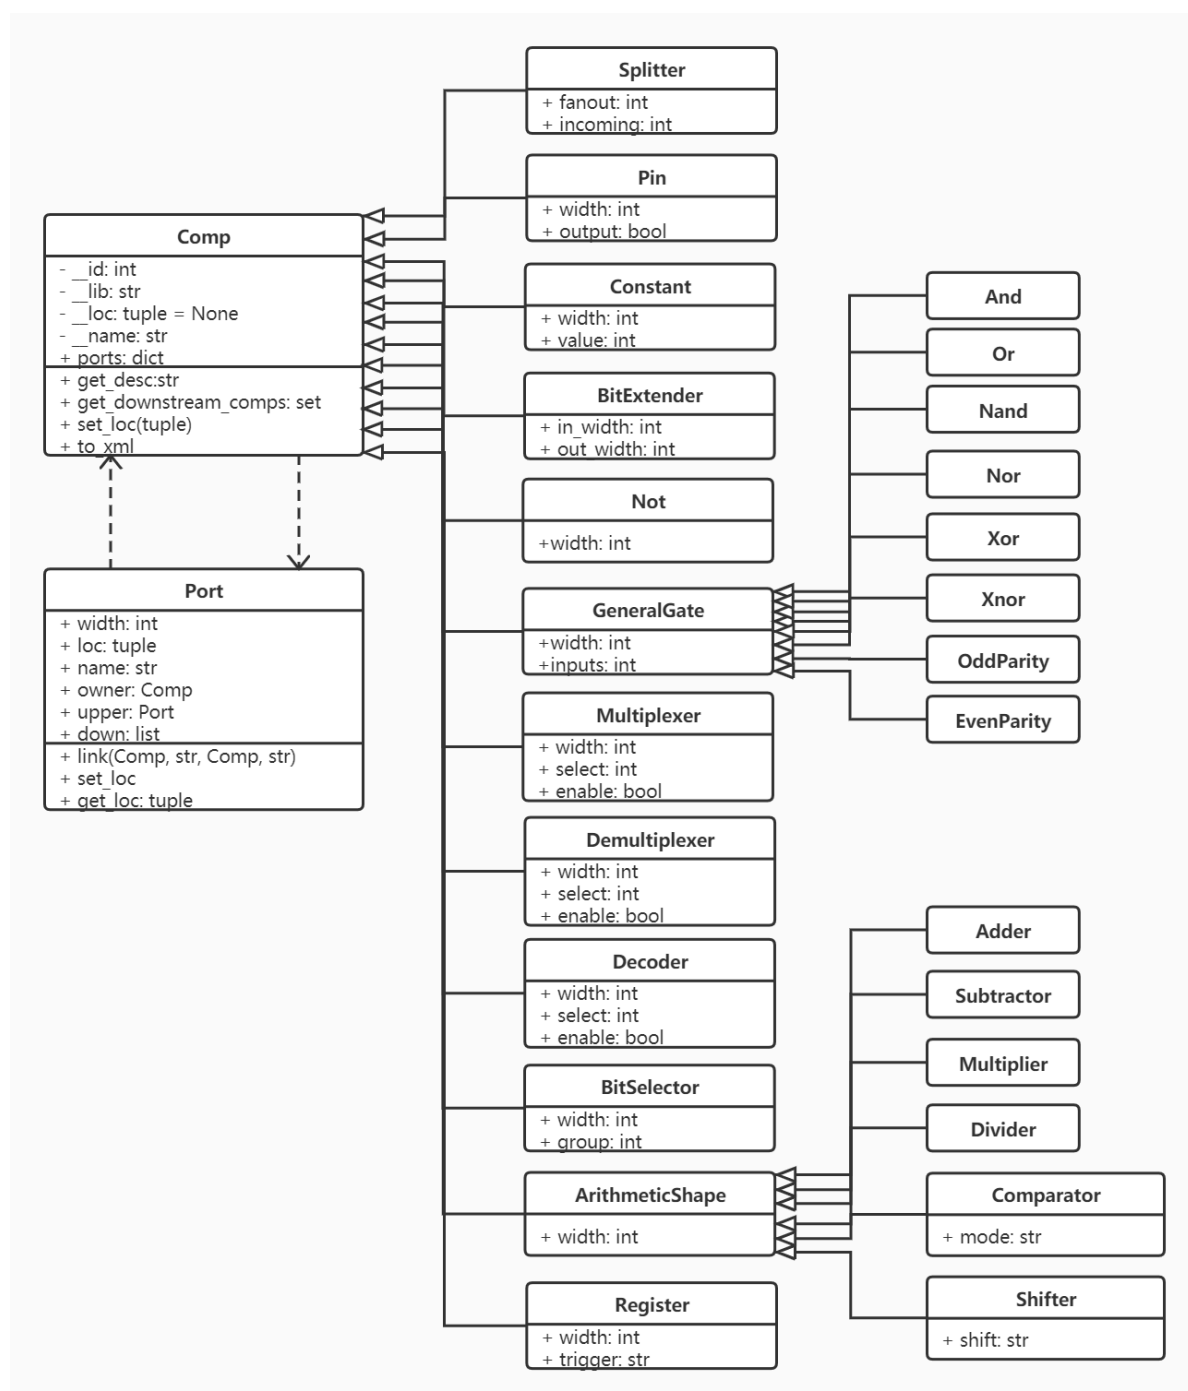 Splitter
+ fanout: int
+ incoming: int
Pin
+ width: int
+ output: bool
Comp
- __id: int
- __lib: str
- __loc: tuple = None
- __name: str
+ ports: dict
+ get_desc:str
+ get_downstream_comps: set
+ set_loc(tuple)
+ to_xml
Constant
+ width: int
+ value: int
BitExtender
+ in_width: int
+ out_width: int
Not
+width: int
Port
+ width: int
+ loc: tuple
+ name: str
+ owner: Comp
+ upper: Port
+ down: list
+ link(Comp, str, Comp, str)
+ set_loc
+ get_loc: tuple
GeneralGate
+width: int
+inputs: int
And
Or
Nand
Nor
Xor
Xnor
OddParity
EvenParity
Multiplexer
+ width: int
+ select: int
+ enable: bool
Demultiplexer
+ width: int
+ select: int
+ enable: bool
Decoder
+ width: int
+ select: int
+ enable: bool
BitSelector
+ width: int
+ group: int
ArithmeticShape
+ width: int
Adder
Subtractor
Multiplier
Divider
Comparator
+ mode: str
Shifter
+ shift: str
Register
+ width: int
+ trigger: str